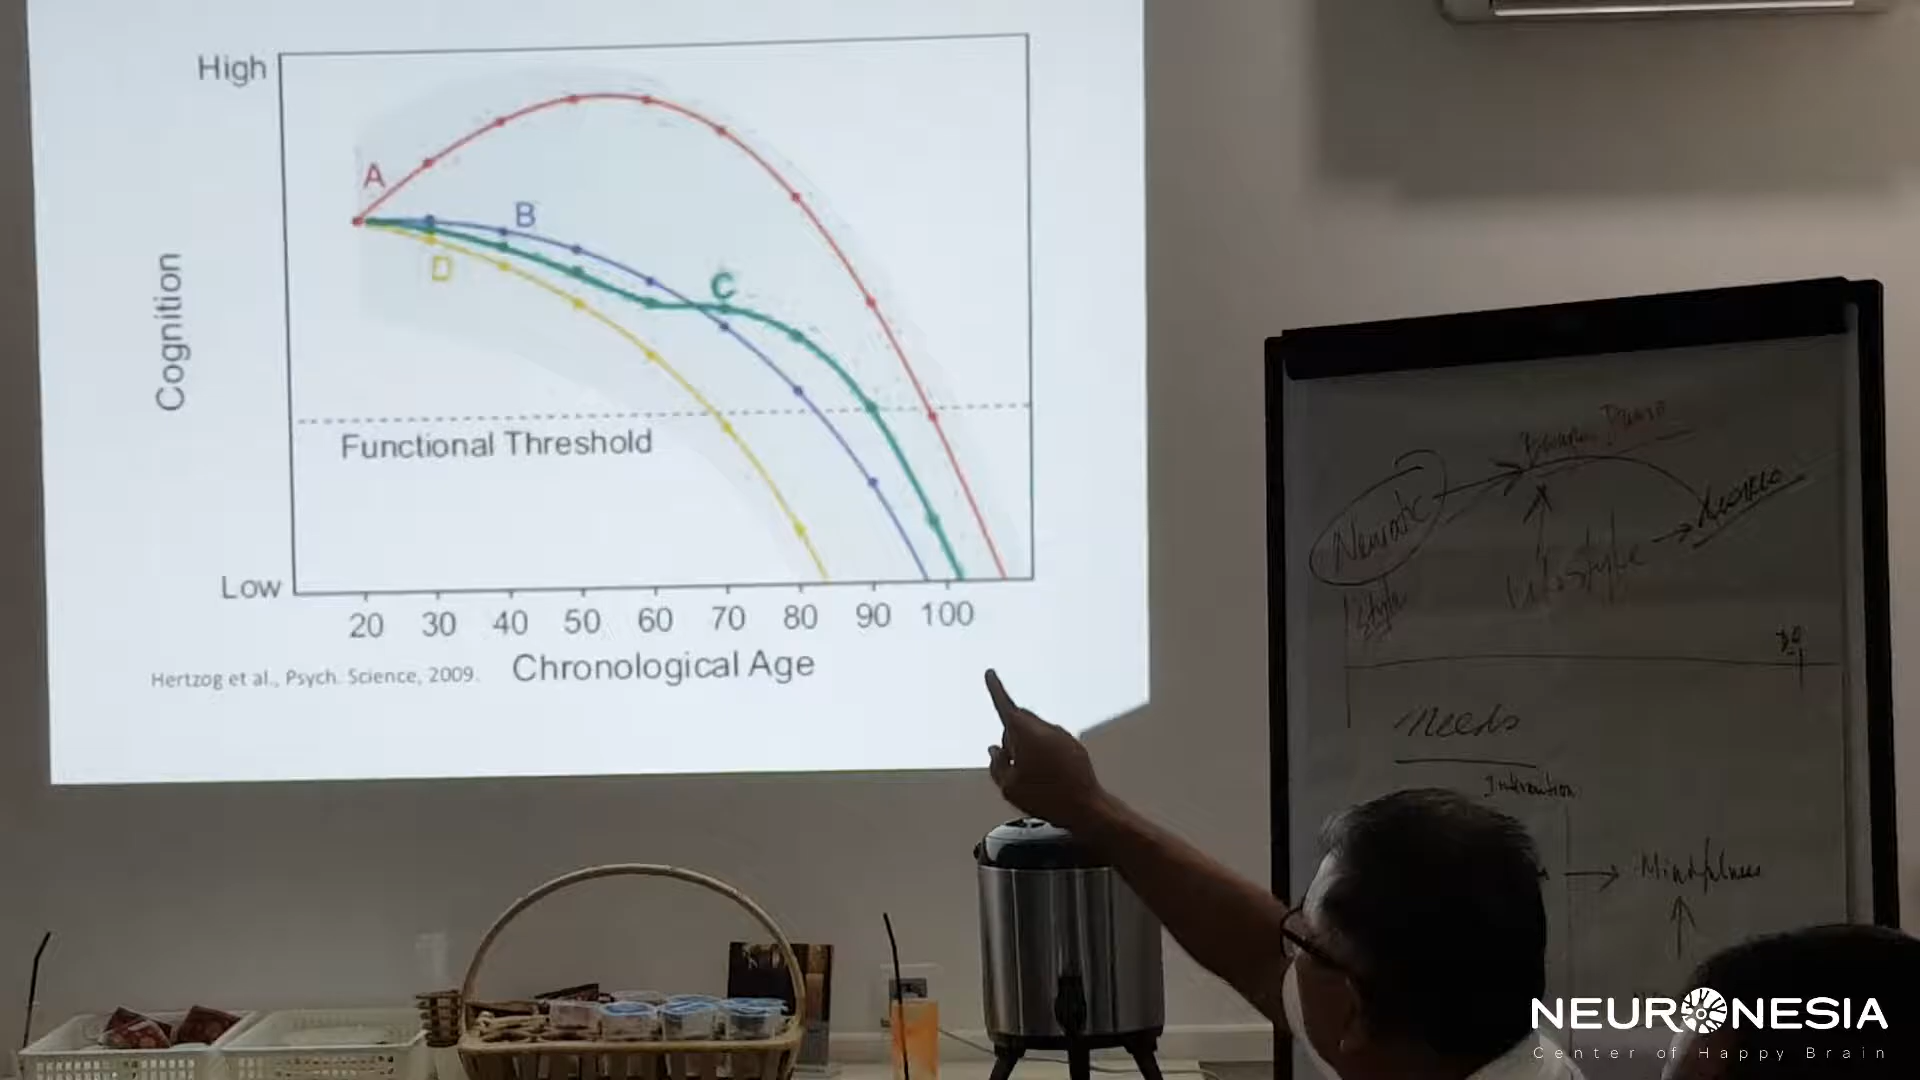 High
A
B
D
C
Cognition
Functional Threshold
Low
20 30 40 50 60 70 80 90 100
Chronological Age
Hertzog et al., Psych. Science, 2009.
Lifestyle
Needs
Mindfulness
NEURONESIA
Center of Happy Brain